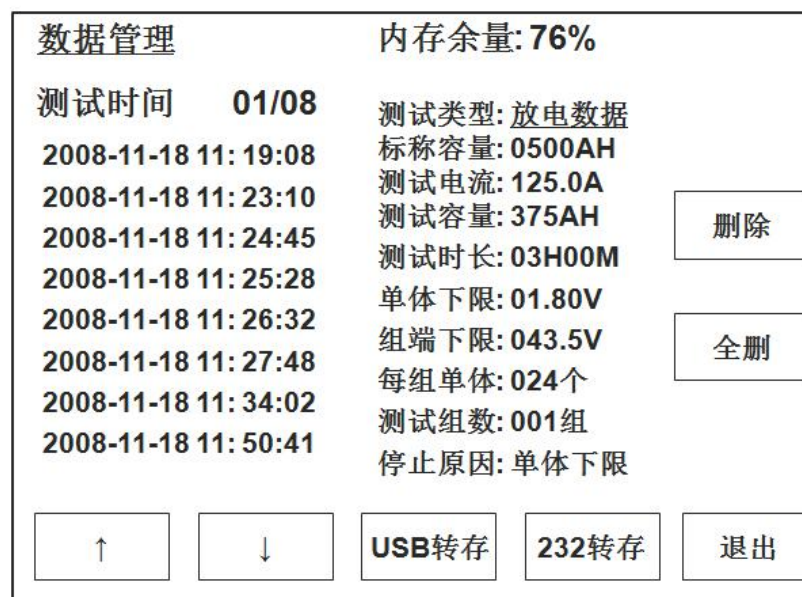 数据管理
内存余量: 76%
测试时间 01/08
2008-11-18 11: 19:08
2008-11-18 11: 23:10
2008-11-18 11: 24:45
2008-11-18 11: 25:28
2008-11-18 11: 26:32
2008-11-18 11: 27:48
2008-11-18 11: 34:02
2008-11-18 11: 50:41
测试类型: 放电数据
标称容量: 0500AH
测试电流: 125.0A
测试容量: 375AH
测试时长: 03H00M
单体下限: 01.80V
组端下限: 043.5V
每组单体: 024个
测试组数: 001组
停止原因: 单体下限
删除
全删
↑
↓
USB转存
232转存
退出